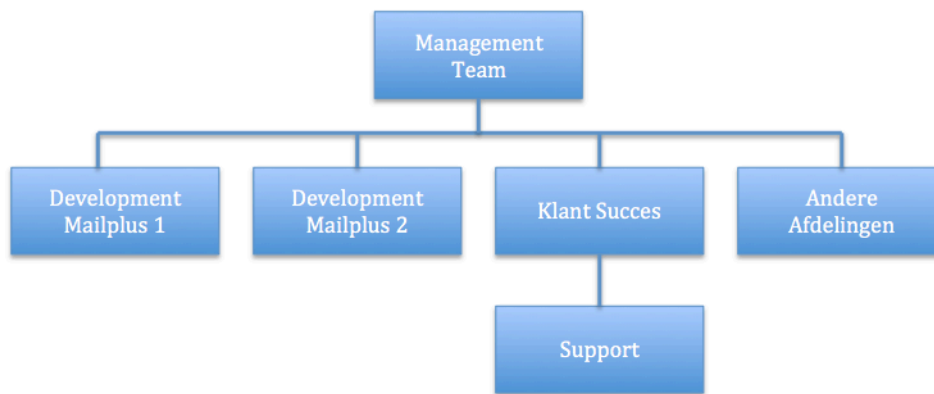 Management
Team
Development
Mailplus 1
Development
Mailplus 2
Klant Succes
Andere
Afdelingen
Support